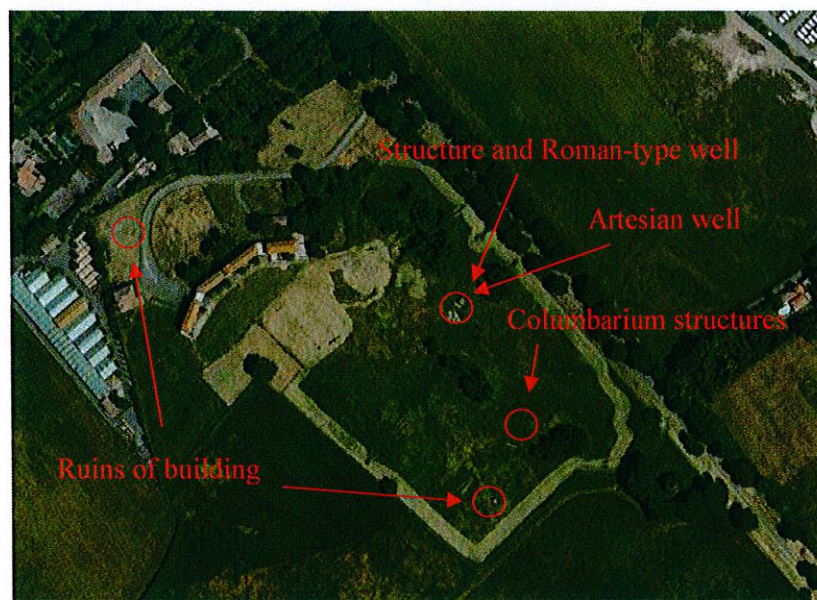 Structure and Roman-type well
Artesian well
Columbarium structures
Ruins of building